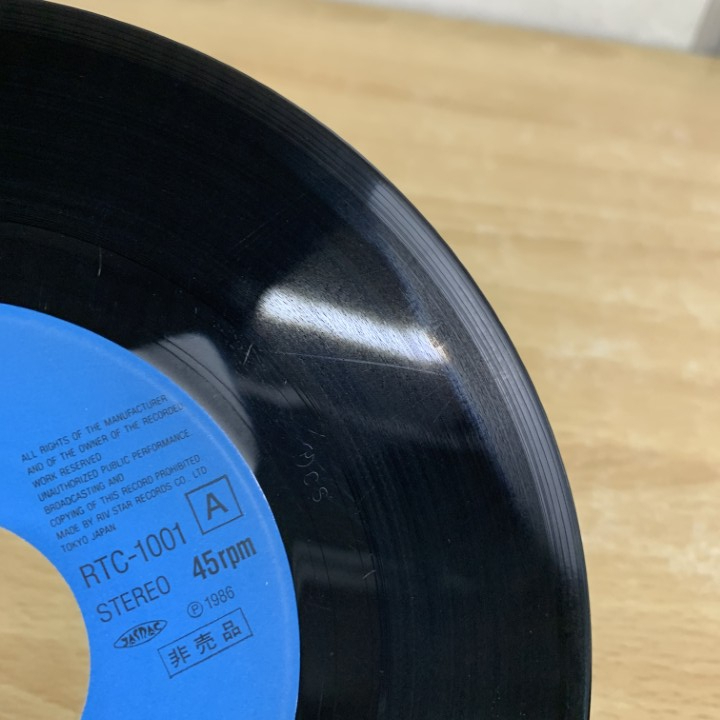 ALL RIGHTS OF THE MANUFACTURER
AND OF THE OWNER OF THE RECORDED
WORK RESERVED
UNAUTHORIZED PUBLIC PERFORMANCE
BROADCASTING AND
COPYING OF THIS RECORD PROHIBITED
MADE BY RIV STAR RECORDS CO., LTD
TOKYO JAPAN
A
RTC-1001
STEREO 45rpm
Ⓟ1986
JASRAC
非売品